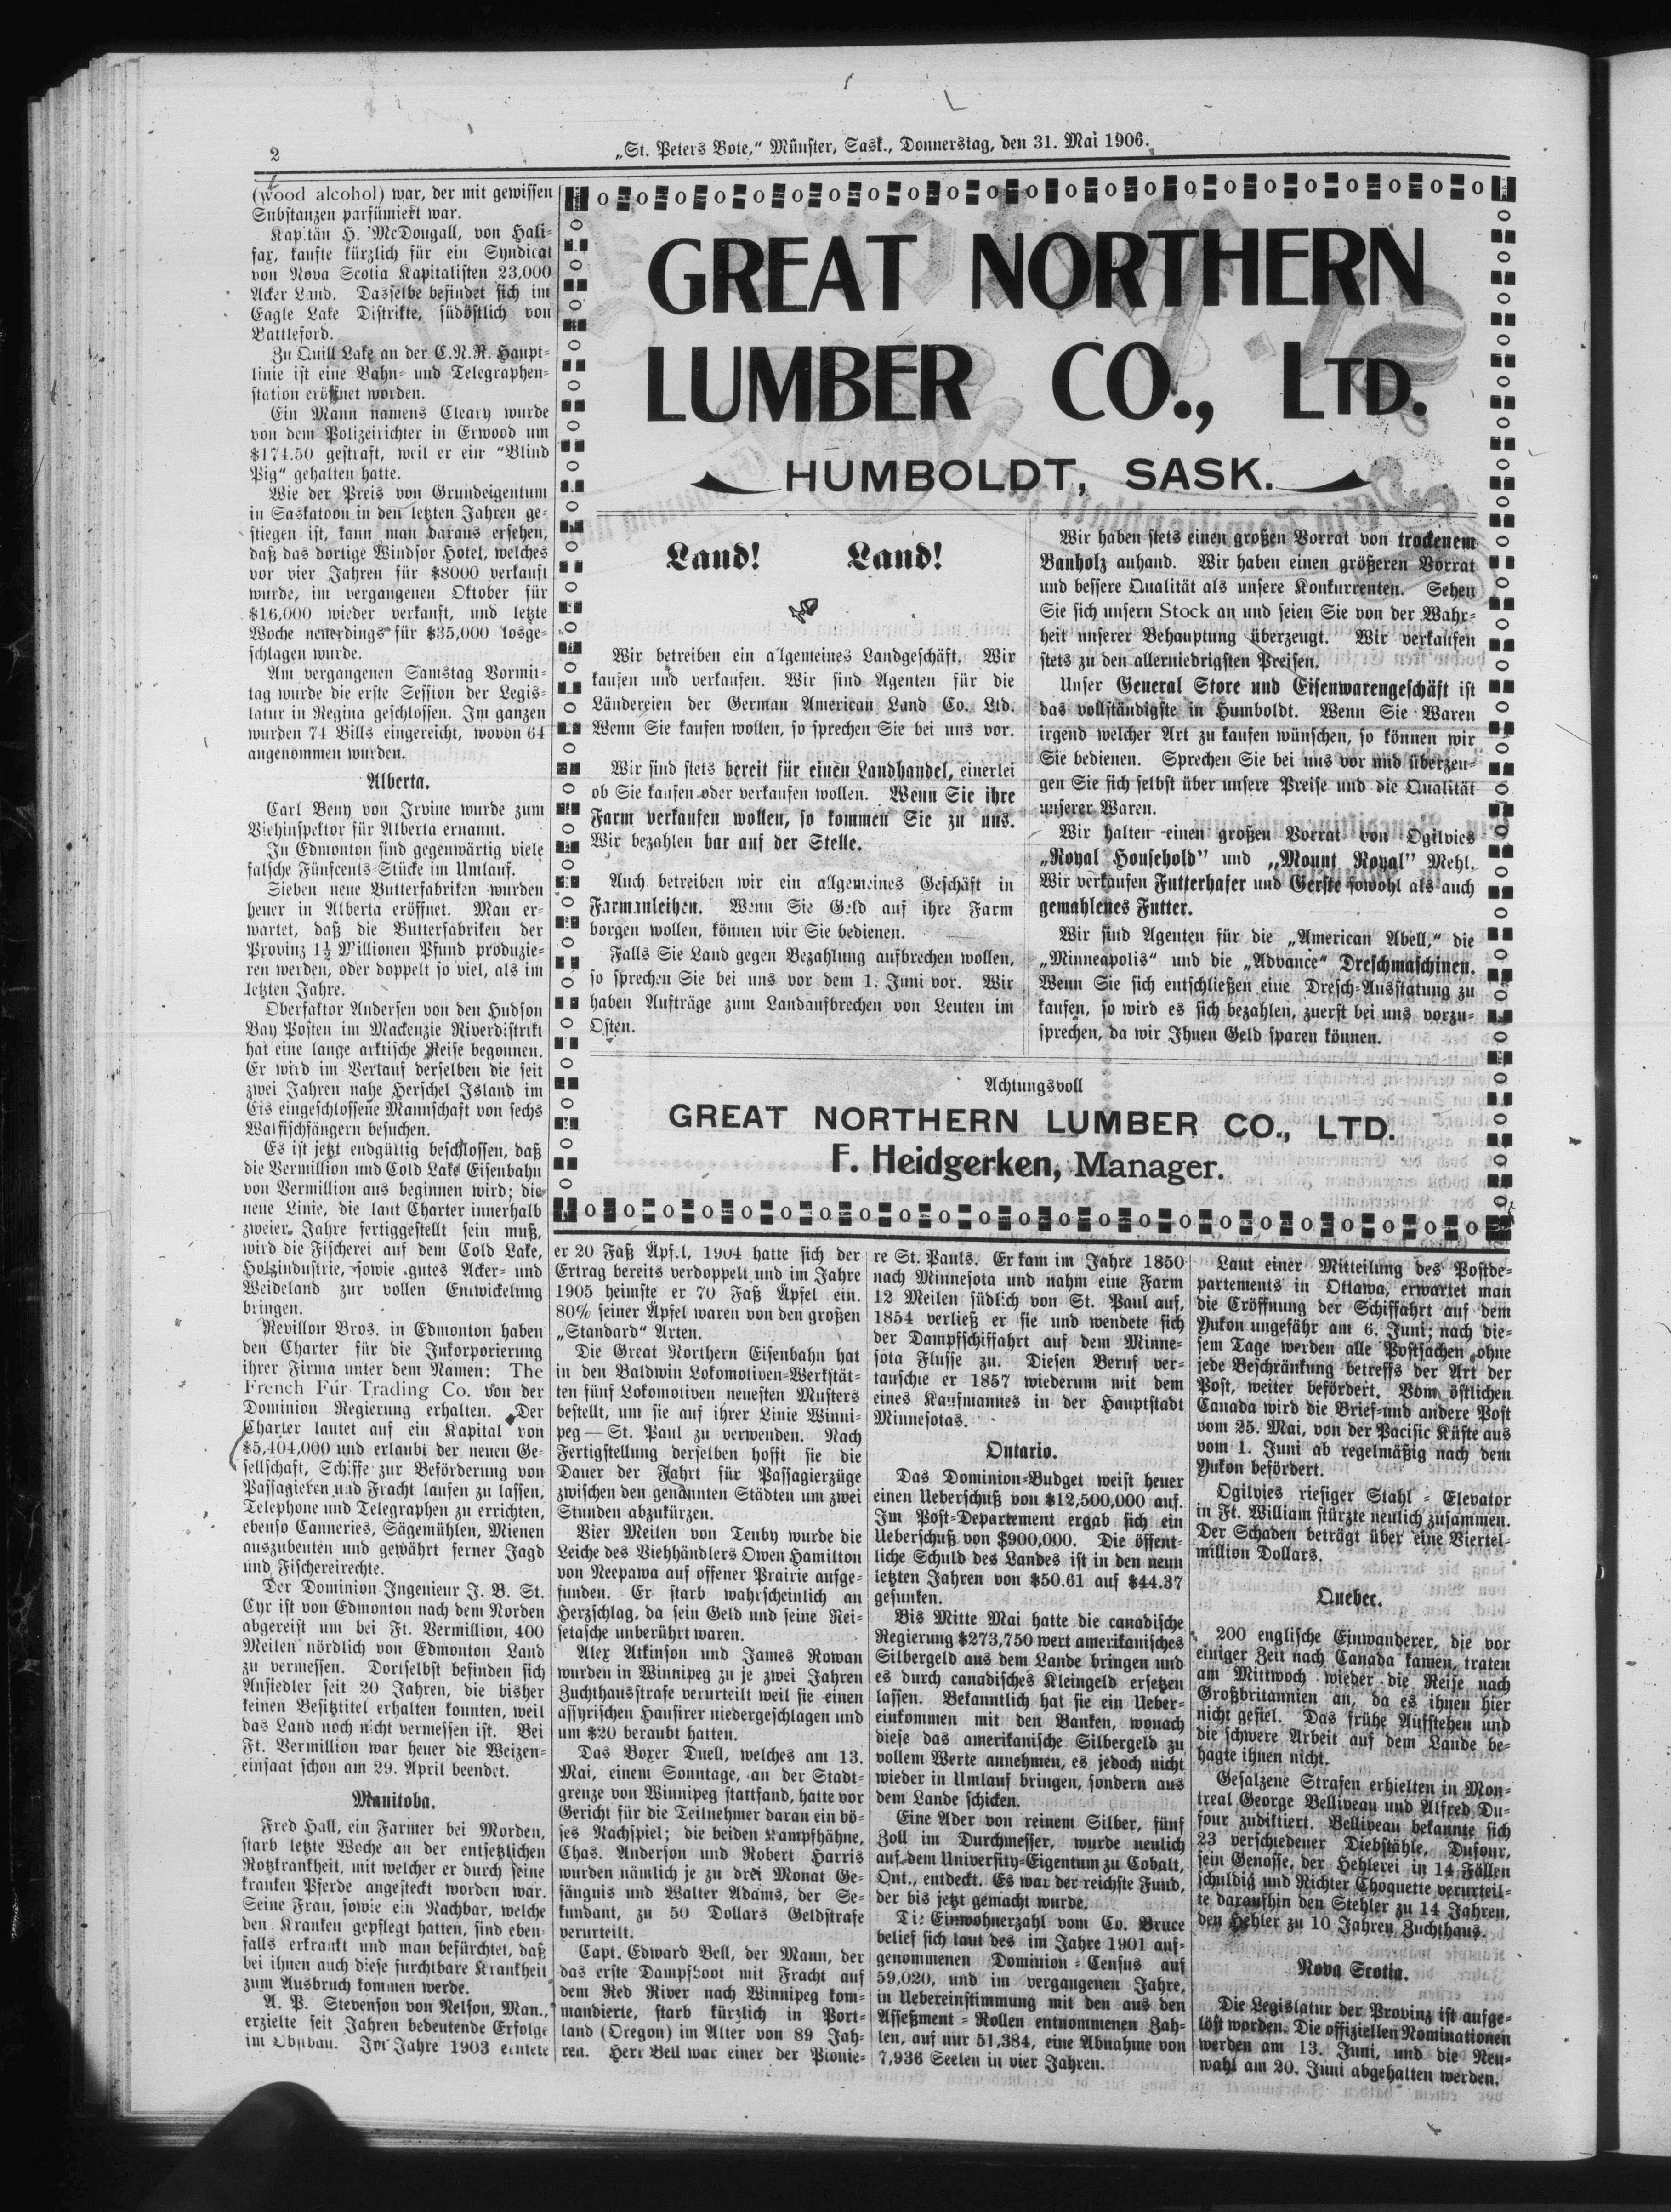 2
„St. Peters Bote,“ Münster, Sask., Donnerstag, den 31. Mai 1906.
(wood alcohol) war, der mit gewissen
Substanzen parfümiert war.
Kapitän H. McDougall, von Hali-
fax, kaufte kürzlich für ein Syndicat
von Nova Scotia Kapitalisten 23,000
Acker Land. Dasselbe befindet sich im
Eagle Lake Distrikte, südöstlich von
Battleford.
Zu Quill Lake an der C.N.R. Haupt-
linie ist eine Bahn- und Telegraphen-
station eröffnet worden.
Ein Mann namens Cleary wurde
von dem Polizeirichter in Erwood um
$174.50 gestraft, weil er ein "Blind
Pig“ gehalten hatte.
Wie der Preis von Grundeigentum
in Saskatoon in den letzten Jahren ge-
stiegen ist, kann man daraus ersehen,
daß das dortige Windsor Hotel, welches
vor vier Jahren für $8000 verkauft
wurde, im vergangenen Oktober für
$16,000 wieder verkauft, und letzte
Woche neuerdings für $35,000 losge-
schlagen wurde.
Am vergangenen Samstag Vormit-
tag wurde die erste Session der Legis-
latur in Regina geschlossen. Im ganzen
wurden 74 Bills eingereicht, wovon 64
angenommen wurden.
Alberta.
Carl Beny von Irvine wurde zum
Viehinspektor für Alberta ernannt.
In Edmonton sind gegenwärtig viele
falsche Fünfcents-Stücke im Umlauf.
Sieben neue Butterfabriken wurden
heuer in Alberta eröffnet. Man er-
wartet, daß die Butterfabriken der
Provinz 1½ Millionen Pfund produzie-
ren werden, oder doppelt so viel, als im
letzten Jahre.
Oberfaktor Andersen von den Hudson
Bay Posten im Mackenzie Riverdistrikt
hat eine lange arktische Reise begonnen.
Er wird im Verlauf derselben die seit
zwei Jahren nahe Herschel Island im
Eis eingeschlossene Mannschaft von sechs
Walfischfängern besuchen.
Es ist jetzt endgültig beschlossen, daß
die Vermillion und Cold Lake Eisenbahn
von Vermillion aus beginnen wird; die
neue Linie, die laut Charter innerhalb
zweier Jahre fertiggestellt sein muß,
wird die Fischerei auf dem Cold Lake,
Holzindustrie, sowie gutes Acker- und
Weideland zur vollen Entwickelung
bringen.
Revillon Bros. in Edmonton haben
den Charter für die Inkorporierung
ihrer Firma unter dem Namen: The
French Fur Trading Co. von der
Dominion Regierung erhalten. Der
Charter lautet auf ein Kapital von
$5,404,000 und erlaubt der neuen Ge-
sellschaft, Schiffe zur Beförderung von
Passagieren und Fracht laufen zu lassen,
Telephone und Telegraphen zu errichten,
ebenso Canneries, Sägemühlen, Mienen
auszubeuten und gewährt ferner Jagd
und Fischereirechte.
Der Dominion-Ingenieur J. B. St.
Cyr ist von Edmonton nach dem Norden
abgereist um bei Ft. Vermillion, 400
Meilen nördlich von Edmonton Land
zu vermessen. Dortselbst befinden sich
Ansiedler seit 20 Jahren, die bisher
keinen Besitztitel erhalten konnten, weil
das Land noch nicht vermessen ist. Bei
Ft. Vermillion war heuer die Weizen-
einsaat schon am 29. April beendet.
Manitoba.
Fred Hall, ein Farmer bei Morden,
starb letzte Woche an der entsetzlichen
Rotzkrankheit, mit welcher er durch seine
kranken Pferde angesteckt worden war.
Seine Frau, sowie ein Nachbar, welche
den Kranken gepflegt hatten, sind eben-
falls erkrankt und man befürchtet, daß
bei ihnen auch diese furchtbare Krankheit
zum Ausbruch kommen werde.
A. P. Stevenson von Nelson, Man.,
erzielte seit Jahren bedeutende Erfolge
im Obstbau. Im Jahre 1903 erntete
GREAT NORTHERN
LUMBER CO., LTD.
HUMBOLDT, SASK.
Land! Land!
Wir betreiben ein allgemeines Landgeschäft. Wir
kaufen und verkaufen. Wir sind Agenten für die
Ländereien der German American Land Co. Ltd.
Wenn Sie kaufen wollen, so sprechen Sie bei uns vor.
Wir sind stets bereit für einen Landhandel, einerlei
ob Sie kaufen oder verkaufen wollen. Wenn Sie ihre
Farm verkaufen wollen, so kommen Sie zu uns.
Wir bezahlen bar auf der Stelle.
Auch betreiben wir ein allgemeines Geschäft in
Farmanleihen. Wenn Sie Geld auf ihre Farm
borgen wollen, können wir Sie bedienen.
Falls Sie Land gegen Bezahlung aufbrechen wollen,
so sprechen Sie bei uns vor dem 1. Juni vor. Wir
haben Aufträge zum Landaufbrechen von Leuten im
Osten.
Wir haben stets einen großen Vorrat von trockenem
Bauholz anhand. Wir haben einen größeren Vorrat
und bessere Qualität als unsere Konkurrenten. Sehen
Sie sich unsern Stock an und seien Sie von der Wahr-
heit unserer Behauptung überzeugt. Wir verkaufen
stets zu den allerniedrigsten Preisen.
Unser General Store und Eisenwarengeschäft ist
das vollständigste in Humboldt. Wenn Sie Waren
irgend welcher Art zu kaufen wünschen, so können wir
Sie bedienen. Sprechen Sie bei uns vor und überzeu-
gen Sie sich selbst über unsere Preise und die Qualität
unserer Waren.
Wir halten einen großen Vorrat von Ogilvies
„Royal Household” und „Mount Royal” Mehl.
Wir verkaufen Futterhafer und Gerste sowohl als auch
gemahlenes Futter.
Wir sind Agenten für die „American Abell,“ die
„Minneapolis“ und die „Advance“ Dreschmaschinen.
Wenn Sie sich entschließen eine Dresch-Ausstatung zu
kaufen, so wird es sich bezahlen, zuerst bei uns vorzu-
sprechen, da wir Ihnen Geld sparen können.
Achtungsvoll
GREAT NORTHERN LUMBER CO., LTD.
F. Heidgerken, Manager.
er 20 Faß Äpfel, 1904 hatte sich der
Ertrag bereits verdoppelt und im Jahre
1905 heimste er 70 Faß Äpfel ein.
80% seiner Äpfel waren von den großen
„Standard“ Arten.
Die Great Northern Eisenbahn hat
in den Baldwin Lokomotiven-Werkstät-
ten fünf Lokomotiven neuesten Musters
bestellt, um sie auf ihrer Linie Winni-
peg — St. Paul zu verwenden. Nach
Fertigstellung derselben hofft sie die
Dauer der Fahrt für Passagierzüge
zwischen den genannten Städten um zwei
Stunden abzukürzen.
Vier Meilen von Tenby wurde die
Leiche des Viehhändlers Owen Hamilton
von Neepawa auf offener Prairie aufge-
funden. Er starb wahrscheinlich an
Herzschlag, da sein Geld und seine Rei-
setasche unberührt waren.
Alex Atkinson und James Rowan
wurden in Winnipeg zu je zwei Jahren
Zuchthausstrafe verurteilt weil sie einen
assyrischen Hausirer niedergeschlagen und
um $20 beraubt hatten.
Das Boxer Duell, welches am 13.
Mai, einem Sonntage, an der Stadt-
grenze von Winnipeg stattfand, hatte vor
Gericht für die Teilnehmer daran ein bö-
ses Nachspiel; die beiden Kampfhähne,
Chas. Anderson und Robert Harris
wurden nämlich je zu drei Monat Ge-
fängnis und Walter Adams, der Se-
kundant, zu 50 Dollars Geldstrafe
verurteilt.
Capt. Edward Bell, der Mann, der
das erste Dampfboot mit Fracht auf
dem Red River nach Winnipeg kom-
mandierte, starb kürzlich in Port-
land (Oregon) im Alter von 89 Jah-
ren. Herr Bell war einer der Pionie-
re St. Pauls. Er kam im Jahre 1850
nach Minnesota und nahm eine Farm
12 Meilen südlich von St. Paul auf,
1854 verließ er sie und wendete sich
der Dampfschiffahrt auf dem Minne-
sota Flusse zu. Diesen Beruf ver-
tauschte er 1857 wiederum mit dem
eines Kaufmannes in der Hauptstadt
Minnesotas.
Ontario.
Das Dominion-Budget weist heuer
einen Ueberschuß von $12,500,000 auf.
Im Post-Departement ergab sich ein
Ueberschuß von $900,000. Die öffent-
liche Schuld des Landes ist in den neun
letzten Jahren von $50.61 auf $44.37
gesunken.
Bis Mitte Mai hatte die canadische
Regierung $273,750 wert amerikanisches
Silbergeld aus dem Lande bringen und
es durch canadisches Kleingeld ersetzen
lassen. Bekanntlich hat sie ein Ueber-
einkommen mit den Banken, wonach
diese das amerikanische Silbergeld zu
vollem Werte annehmen, es jedoch nicht
wieder in Umlauf bringen, sondern aus
dem Lande schicken.
Eine Ader von reinem Silber, fünf
Zoll im Durchmesser, wurde neulich
auf dem University-Eigentum zu Cobalt,
Ont., entdeckt. Es war der reichste Fund,
der bis jetzt gemacht wurde.
Die Einwohnerzahl vom Co. Bruce
belief sich laut des im Jahre 1901 auf-
genommenen Dominion-Census auf
59,020, und im vergangenen Jahre,
in Uebereinstimmung mit den aus den
Asseßment-Rollen entnommenen Zah-
len, auf nur 51,384, eine Abnahme von
7,936 Seelen in vier Jahren.
Laut einer Mitteilung des Postde-
partements in Ottawa, erwartet man
die Eröffnung der Schiffahrt auf dem
Yukon ungefähr am 6. Juni; nach die-
sem Tage werden alle Postsachen ohne
jede Beschränkung betreffs der Art der
Post, weiter befördert. Vom östlichen
Canada wird die Brief-und andere Post
vom 25. Mai, von der Pacific Küste aus
vom 1. Juni ab regelmäßig nach dem
Yukon befördert.
Ogilvies riesiger Stahl-Elevator
in Ft. William stürzte neulich zusammen.
Der Schaden beträgt über eine Viertel-
million Dollars.
Quebec.
200 englische Einwanderer, die vor
einiger Zeit nach Canada kamen, traten
am Mittwoch wieder die Reise nach
Großbritannien an, da es ihnen hier
nicht gefiel. Das frühe Aufstehen und
die schwere Arbeit auf dem Lande be-
hagte ihnen nicht.
Gesalzene Strafen erhielten in Mon-
treal George Belliveau und Alfred Du-
four zudiktiert. Belliveau bekannte sich
23 verschiedener Diebstähle, Dufour,
sein Genosse, der Hehlerei in 14 Fällen
schuldig und Richter Choquette verurteil-
te daraufhin den Stehler zu 14 Jahren,
den Hehler zu 10 Jahren Zuchthaus.
Nova Scotia.
Die Legislatur der Provinz ist aufge-
löst worden. Die offiziellen Nominationen
werden am 13. Juni, und die Neu-
wahl am 20. Juni abgehalten werden.